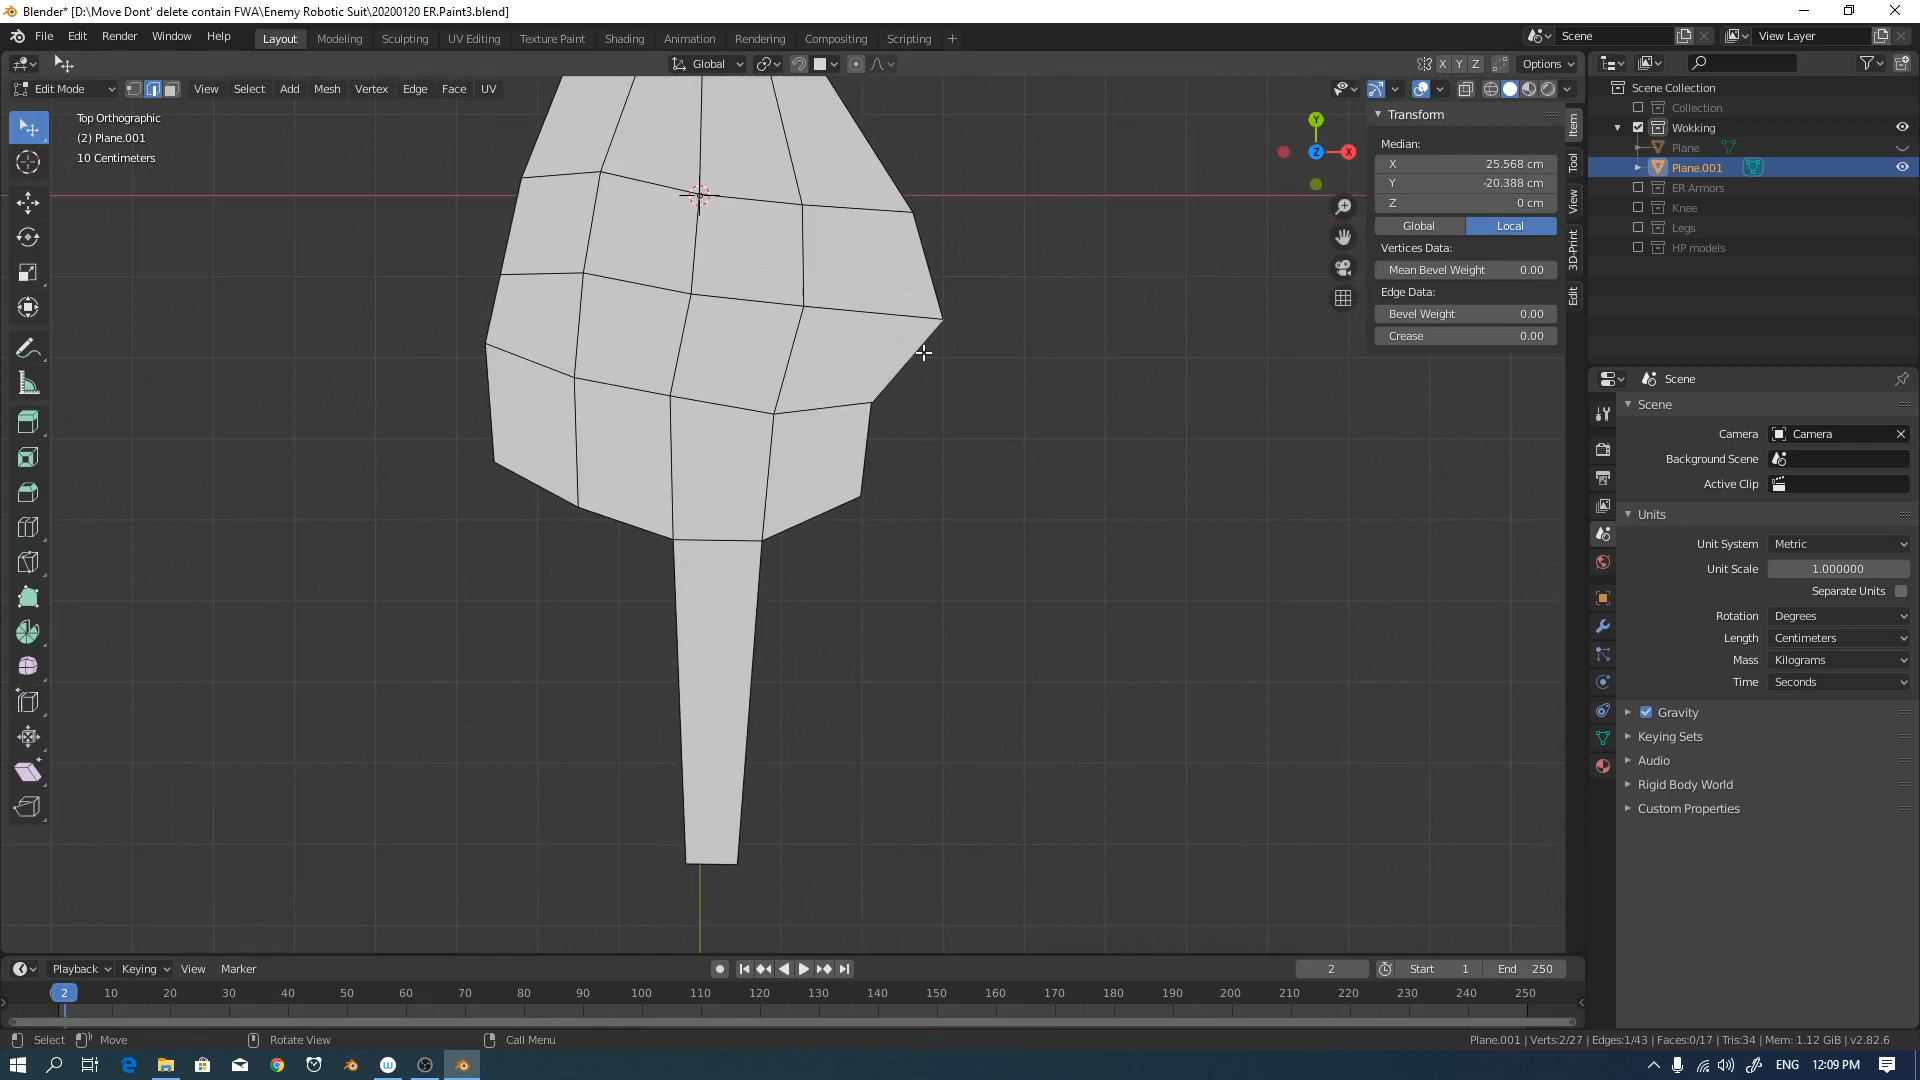 Blender* [D:\Move Dont' delete contain FWA\Enemy Robotic Suit\20200120 ER.Paint3.blend]
File Edit Render Window Help Layout Modeling Sculpting UV Editing Texture Paint Shading Animation Rendering Compositing Scripting + Scene View Layer
Global X Y Z Options
Edit Mode View Select Add Mesh Vertex Edge Face UV
Top Orthographic
(2) Plane.001
10 Centimeters
Y
Z
X
Transform
Median:
X 25.568 cm
Y -20.388 cm
Z 0 cm
Global Local
Vertices Data:
Mean Bevel Weight 0.00
Edge Data:
Bevel Weight 0.00
Crease 0.00
Item
Tool
View
3D-Print
Edit
Scene Collection
Collection
Wokking
Plane
Plane.001
ER Armors
Knee
Legs
HP models
Scene
Scene
Camera Camera
Background Scene
Active Clip
Units
Unit System Metric
Unit Scale 1.000000
Separate Units
Rotation Degrees
Length Centimeters
Mass Kilograms
Time Seconds
Gravity
Keying Sets
Audio
Rigid Body World
Custom Properties
Playback Keying View Marker 2 Start 1 End 250
2 10 20 30 40 50 60 70 80 90 100 110 120 130 140 150 160 170 180 190 200 210 220 230 240 250
Select Move Rotate View Call Menu Plane.001 | Verts:2/27 | Edges:1/43 | Faces:0/17 | Tris:34 | Mem: 1.12 GiB | v2.82.6
ENG 12:09 PM